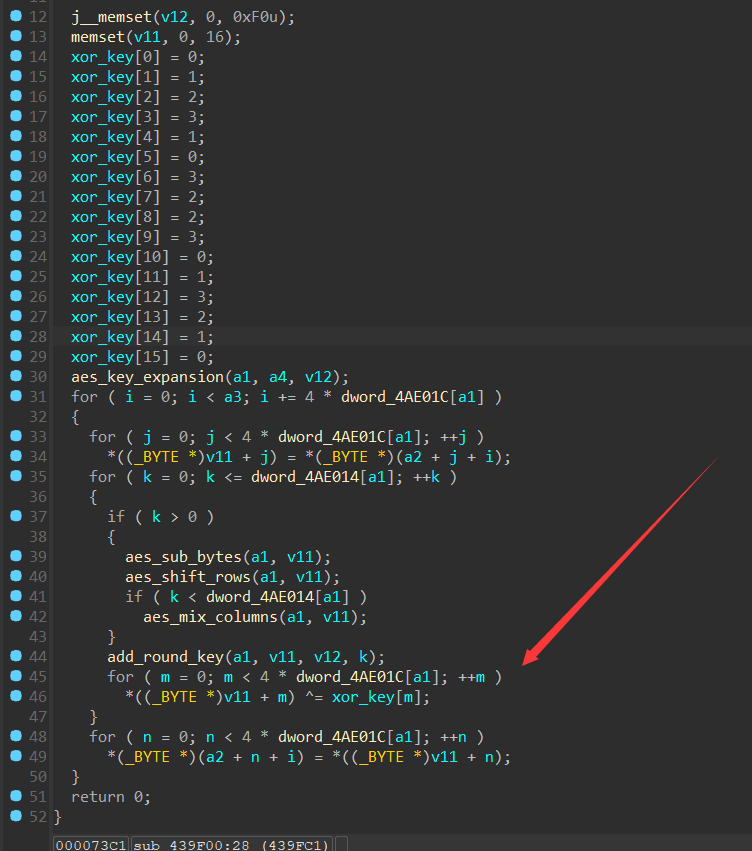 12 j__memset(v12, 0, 0xF0u);
13 memset(v11, 0, 16);
14 xor_key[0] = 0;
15 xor_key[1] = 1;
16 xor_key[2] = 2;
17 xor_key[3] = 3;
18 xor_key[4] = 1;
19 xor_key[5] = 0;
20 xor_key[6] = 3;
21 xor_key[7] = 2;
22 xor_key[8] = 2;
23 xor_key[9] = 3;
24 xor_key[10] = 0;
25 xor_key[11] = 1;
26 xor_key[12] = 3;
27 xor_key[13] = 2;
28 xor_key[14] = 1;
29 xor_key[15] = 0;
30 aes_key_expansion(a1, a4, v12);
31 for ( i = 0; i < a3; i += 4 * dword_4AE01C[a1] )
32 {
33 for ( j = 0; j < 4 * dword_4AE01C[a1]; ++j )
34 *((_BYTE *)v11 + j) = *(_BYTE *)(a2 + j + i);
35 for ( k = 0; k <= dword_4AE014[a1]; ++k )
36 {
37 if ( k > 0 )
38 {
39 aes_sub_bytes(a1, v11);
40 aes_shift_rows(a1, v11);
41 if ( k < dword_4AE014[a1] )
42 aes_mix_columns(a1, v11);
43 }
44 add_round_key(a1, v11, v12, k);
45 for ( m = 0; m < 4 * dword_4AE01C[a1]; ++m )
46 *((_BYTE *)v11 + m) ^= xor_key[m];
47 }
48 for ( n = 0; n < 4 * dword_4AE01C[a1]; ++n )
49 *(_BYTE *)(a2 + n + i) = *((_BYTE *)v11 + n);
50 }
51 return 0;
52 }
000073C1 sub_439F00:28 (439FC1)